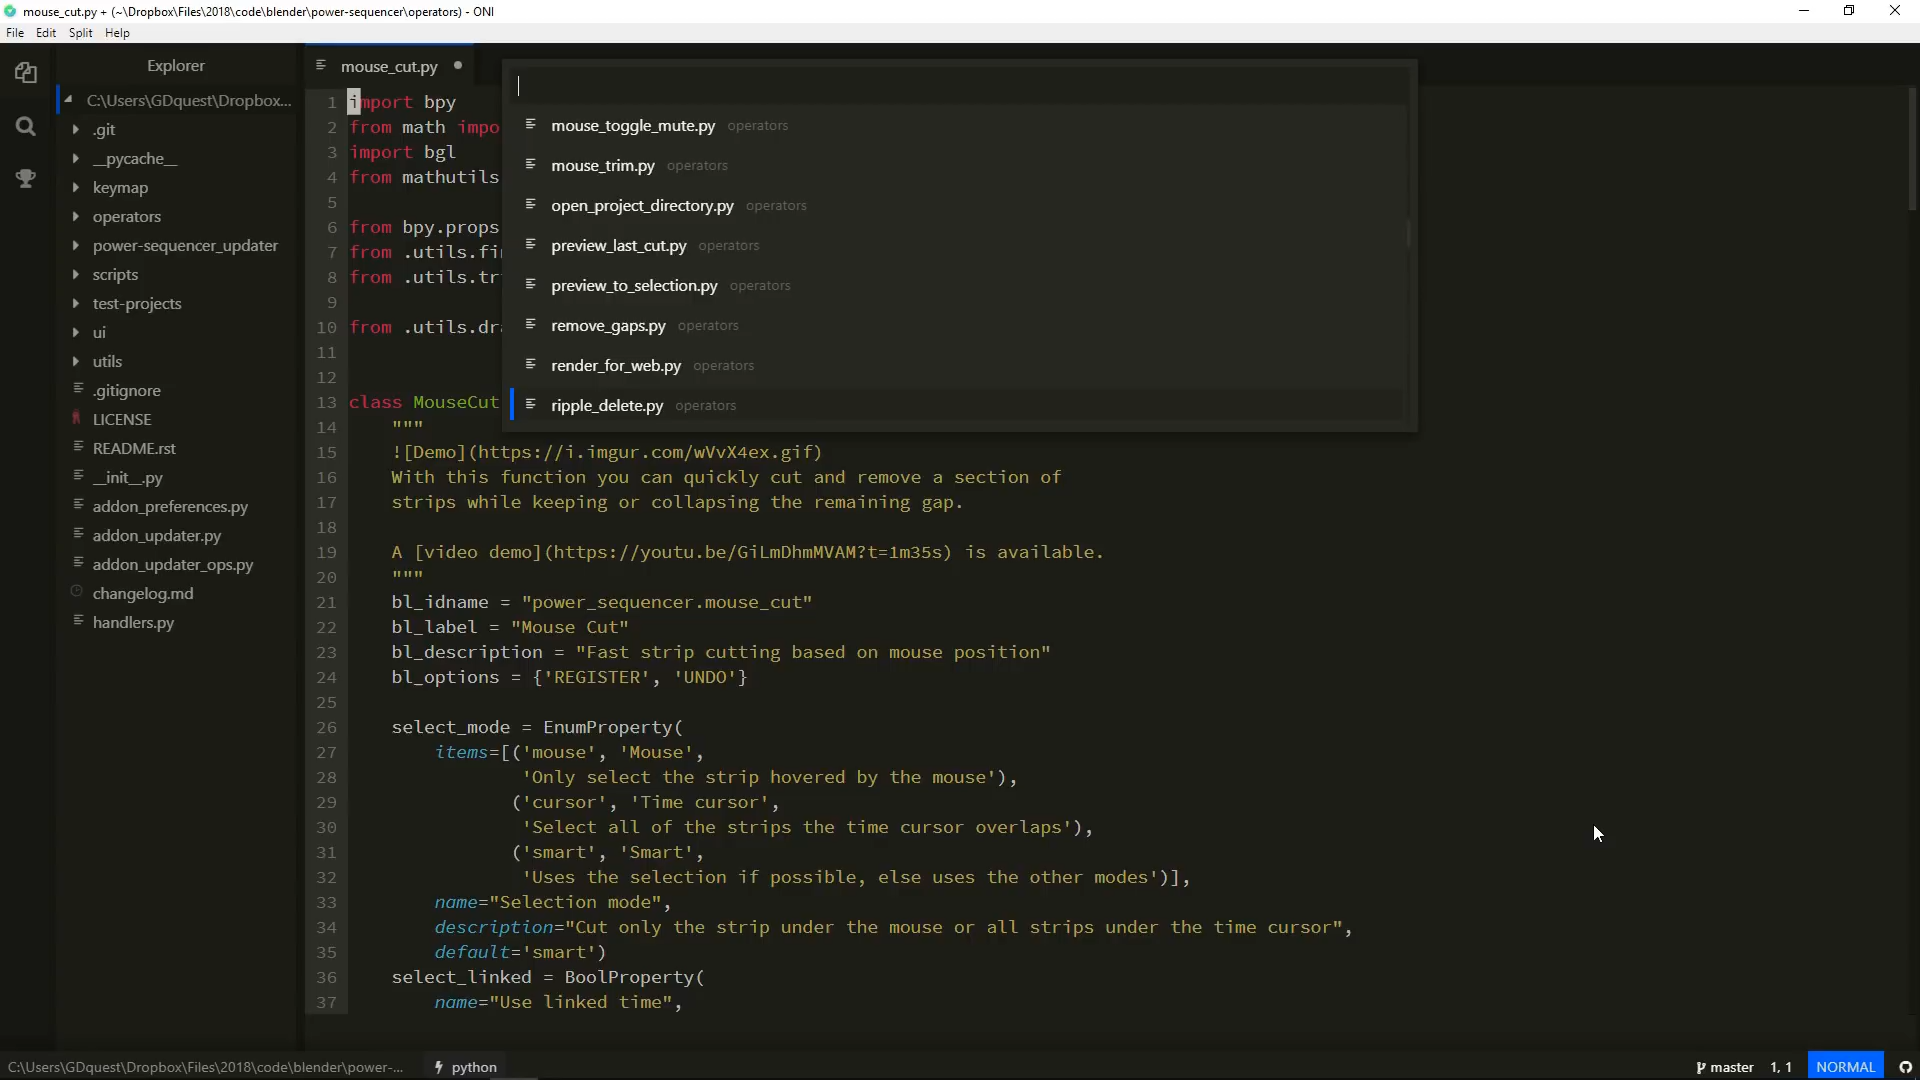 mouse_cut.py + (~\Dropbox\Files\2018\code\blender\power-sequencer\operators) - ONI
File Edit Split Help
Explorer
C:\Users\GDquest\Dropbox...
.git
__pycache__
keymap
operators
power-sequencer_updater
scripts
test-projects
ui
utils
.gitignore
LICENSE
README.rst
__init__.py
addon_preferences.py
addon_updater.py
addon_updater_ops.py
changelog.md
handlers.py
mouse_cut.py
mouse_toggle_mute.py operators
mouse_trim.py operators
open_project_directory.py operators
preview_last_cut.py operators
preview_to_selection.py operators
remove_gaps.py operators
render_for_web.py operators
ripple_delete.py operators
1 import bpy
2 from math impo
3 import bgl
4 from mathutils
5
6 from bpy.props
7 from .utils.fi
8 from .utils.tr
9
10 from .utils.dr
11
12
13 class MouseCut
14 """
15 ![Demo](https://i.imgur.com/wVvX4ex.gif)
16 With this function you can quickly cut and remove a section of
17 strips while keeping or collapsing the remaining gap.
18
19 A [video demo](https://youtu.be/GiLmDhmMVAM?t=1m35s) is available.
20 """
21 bl_idname = "power_sequencer.mouse_cut"
22 bl_label = "Mouse Cut"
23 bl_description = "Fast strip cutting based on mouse position"
24 bl_options = {'REGISTER', 'UNDO'}
25
26 select_mode = EnumProperty(
27 items=[('mouse', 'Mouse',
28 'Only select the strip hovered by the mouse'),
29 ('cursor', 'Time cursor',
30 'Select all of the strips the time cursor overlaps'),
31 ('smart', 'Smart',
32 'Uses the selection if possible, else uses the other modes')],
33 name="Selection mode",
34 description="Cut only the strip under the mouse or all strips under the time cursor",
35 default='smart')
36 select_linked = BoolProperty(
37 name="Use linked time",
C:\Users\GDquest\Dropbox\Files\2018\code\blender\power-... python master 1, 1 NORMAL